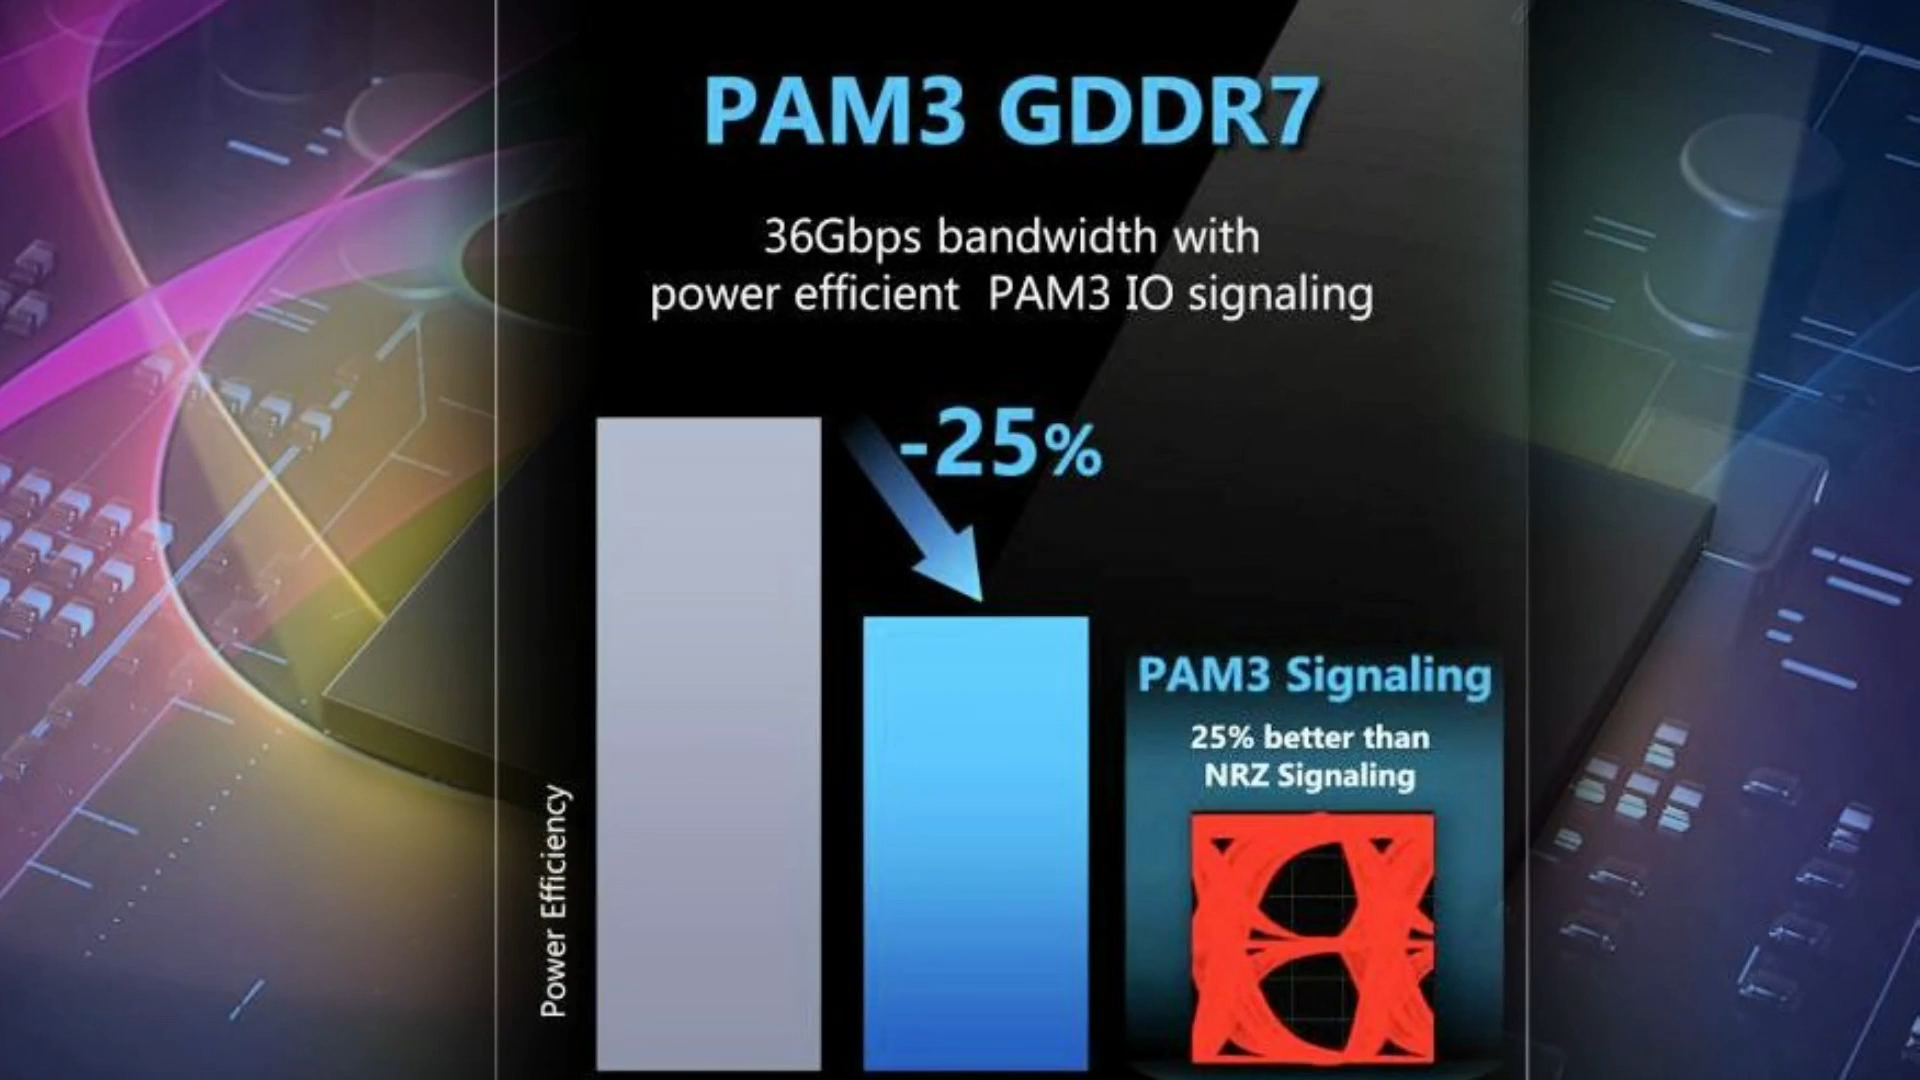 PAM3 GDDR7
36Gbps bandwidth with
power efficient PAM3 IO signaling
-25%
Power Efficiency
PAM3 Signaling
25% better than
NRZ Signaling